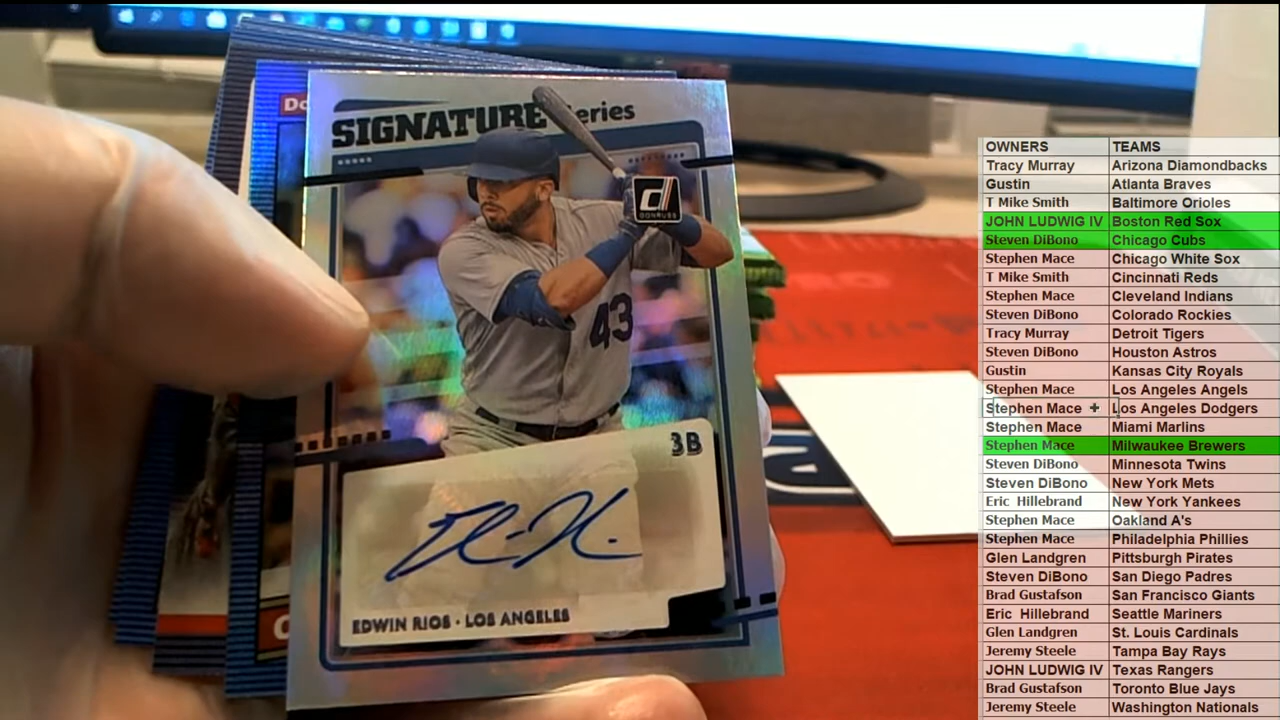 Do
SIGNATURE Series
DONRUSS
43
3B
EDWIN RIOS · LOS ANGELES
OWNERS TEAMS
Tracy Murray Arizona Diamondbacks
Gustin Atlanta Braves
T Mike Smith Baltimore Orioles
JOHN LUDWIG IV Boston Red Sox
Steven DiBono Chicago Cubs
Stephen Mace Chicago White Sox
T Mike Smith Cincinnati Reds
Stephen Mace Cleveland Indians
Steven DiBono Colorado Rockies
Tracy Murray Detroit Tigers
Steven DiBono Houston Astros
Gustin Kansas City Royals
Stephen Mace Los Angeles Angels
Stephen Mace Los Angeles Dodgers
Stephen Mace Miami Marlins
Stephen Mace Milwaukee Brewers
Steven DiBono Minnesota Twins
Steven DiBono New York Mets
Eric Hillebrand New York Yankees
Stephen Mace Oakland A's
Stephen Mace Philadelphia Phillies
Glen Landgren Pittsburgh Pirates
Steven DiBono San Diego Padres
Brad Gustafson San Francisco Giants
Eric Hillebrand Seattle Mariners
Glen Landgren St. Louis Cardinals
Jeremy Steele Tampa Bay Rays
JOHN LUDWIG IV Texas Rangers
Brad Gustafson Toronto Blue Jays
Jeremy Steele Washington Nationals